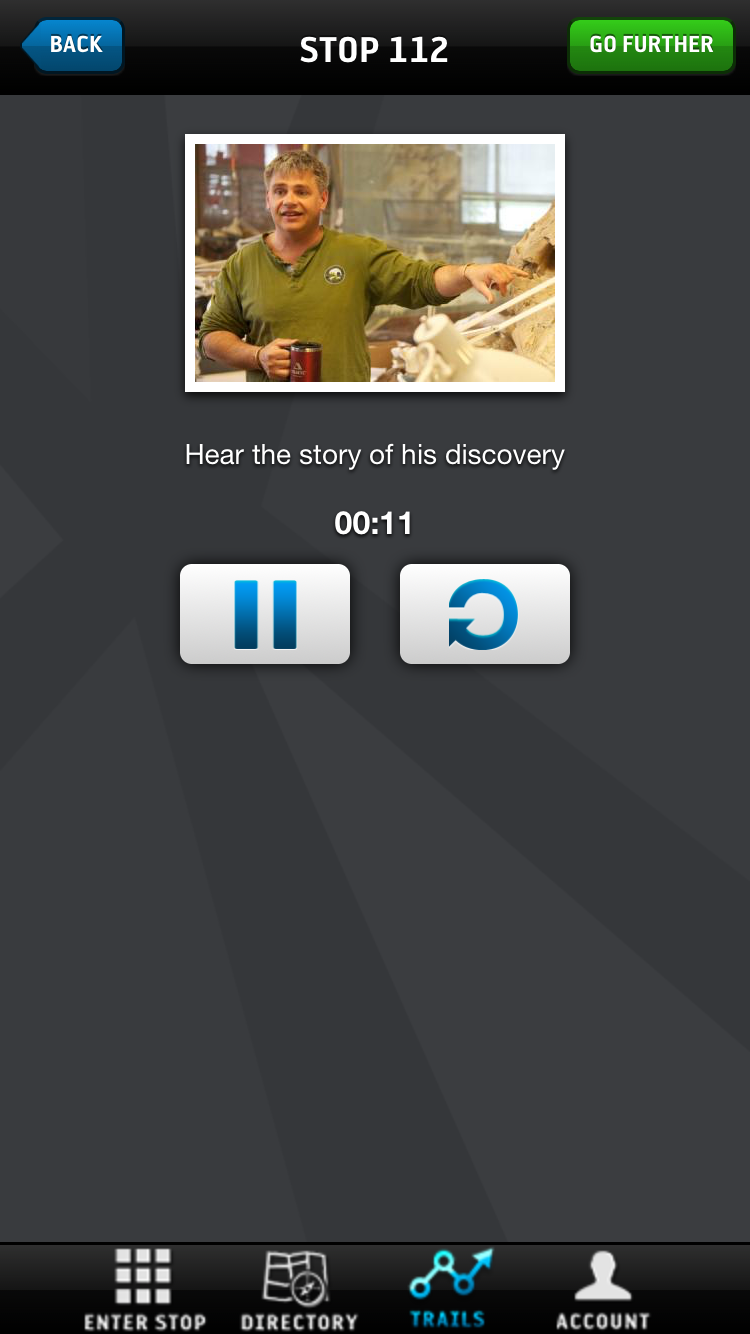 BACK
STOP 112
GO FURTHER
Hear the story of his discovery
00:11
ENTER STOP
DIRECTORY
TRAILS
ACCOUNT